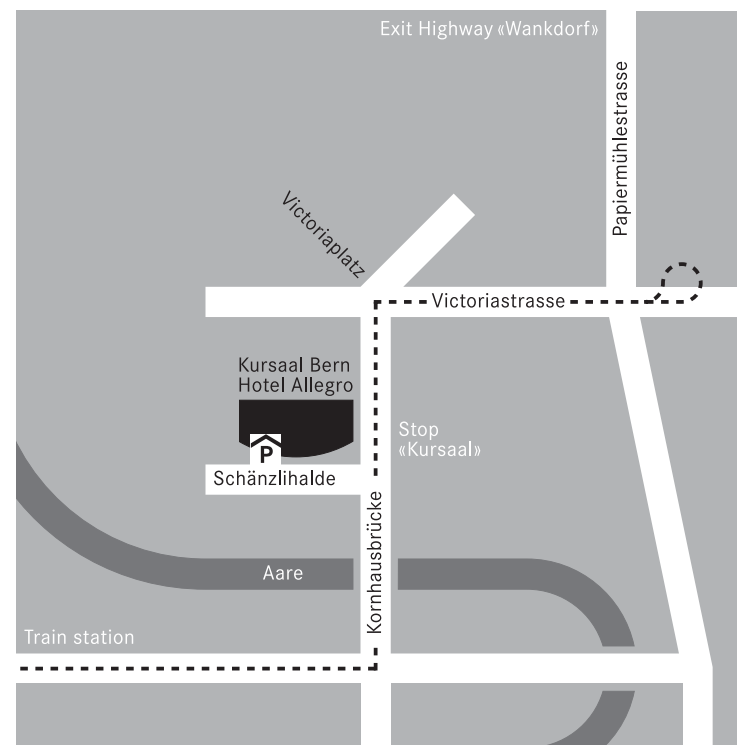 Exit Highway «Wankdorf»
Papiermühlestrasse
Victoriaplatz
Victoriastrasse
Kursaal Bern
Hotel Allegro
Stop
«Kursaal»
P
Schänzlihalde
Kornhausbrücke
Aare
Train station